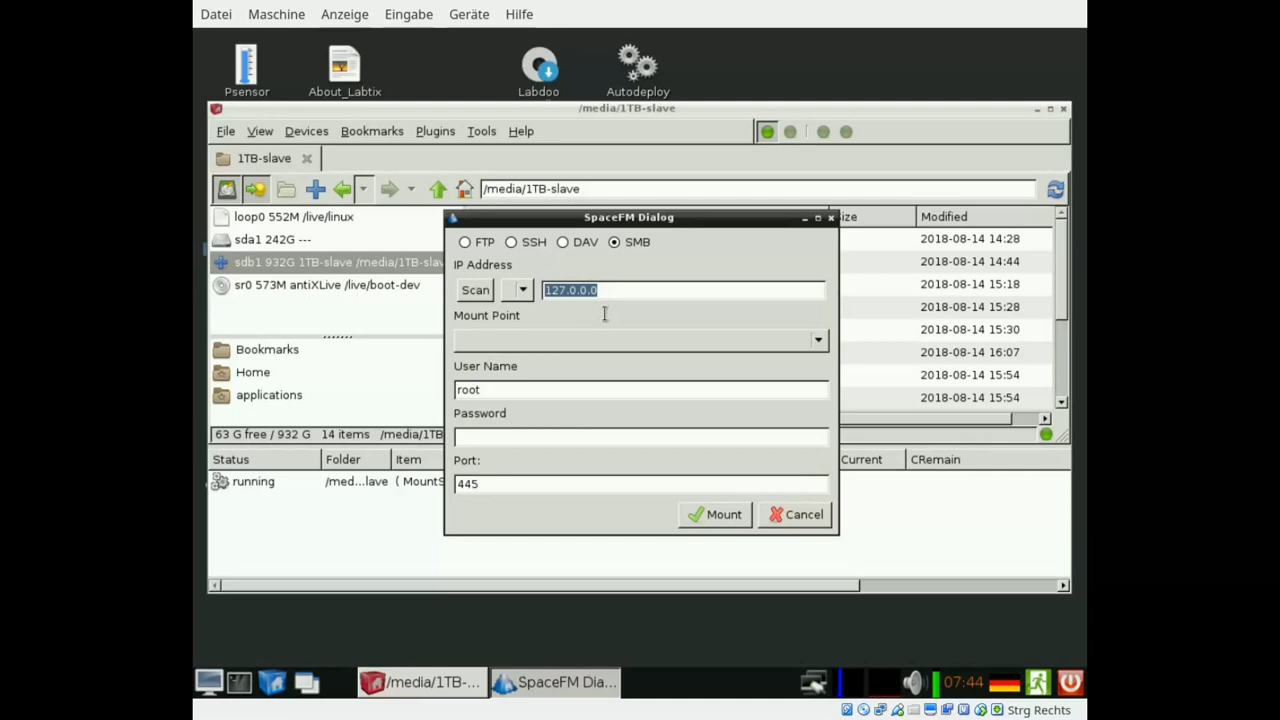 Datei Maschine Anzeige Eingabe Geräte Hilfe
Psensor About_Labtix Labdoo Autodeploy
/media/1TB-slave
File View Devices Bookmarks Plugins Tools Help
1TB-slave
/media/1TB-slave
loop0 552M /live/linux
sda1 242G ---
sdb1 932G 1TB-slave /media/1TB-slav
sr0 573M antiXLive /live/boot-dev
Bookmarks
Home
applications
Size Modified
2018-08-14 14:28
2018-08-14 14:44
2018-08-14 15:18
2018-08-14 15:28
2018-08-14 15:30
2018-08-14 16:07
2018-08-14 15:54
2018-08-14 15:54
SpaceFM Dialog
FTP SSH DAV SMB
IP Address
Scan 127.0.0.0
Mount Point
User Name
root
Password
Port:
445
Mount Cancel
63 G free / 932 G 14 items /media/1TB
Status Folder Item Current CRemain
running /med...lave ( MountS
/media/1TB-... SpaceFM Dia... 07:44
Strg Rechts